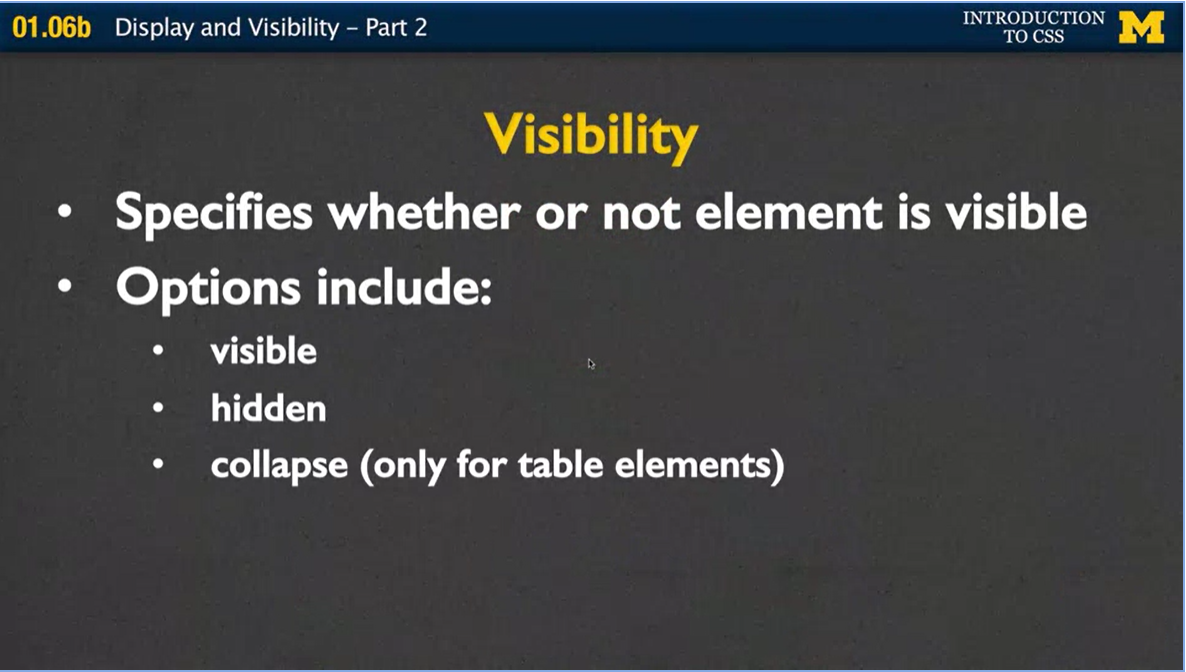 01.06b Display and Visibility – Part 2
INTRODUCTION
TO CSS
M
Visibility
• Specifies whether or not element is visible
• Options include:
• visible
• hidden
• collapse (only for table elements)